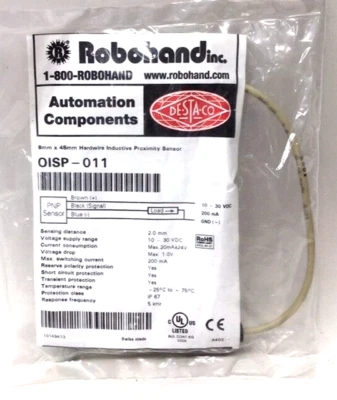 Robohand inc.
1-800-ROBOHAND www.robohand.com
Automation
Components
DESTACO
8mm x 45mm Hardwire Inductive Proximity Sensor
OISP-011
PNP
Sensor
Brown (+)
Black (Signal)
Blue (-)
LOAD
10 - 30 VDC
200 mA
GND (-)
Sensing distance 2.0 mm
Voltage supply range 10 - 30 VDC
Current consumption Max. 20mA≤24V
Voltage drop Max. 1.0V
Max. switching current 200 mA
Reserve polarity protection Yes
Short circuit protection Yes
Transient protection Yes
Temperature range -25°C to + 75°C
Protection class IP 67
Response frequency 5 kHz
RoHS
C UL US
LISTED
CE
Swiss made